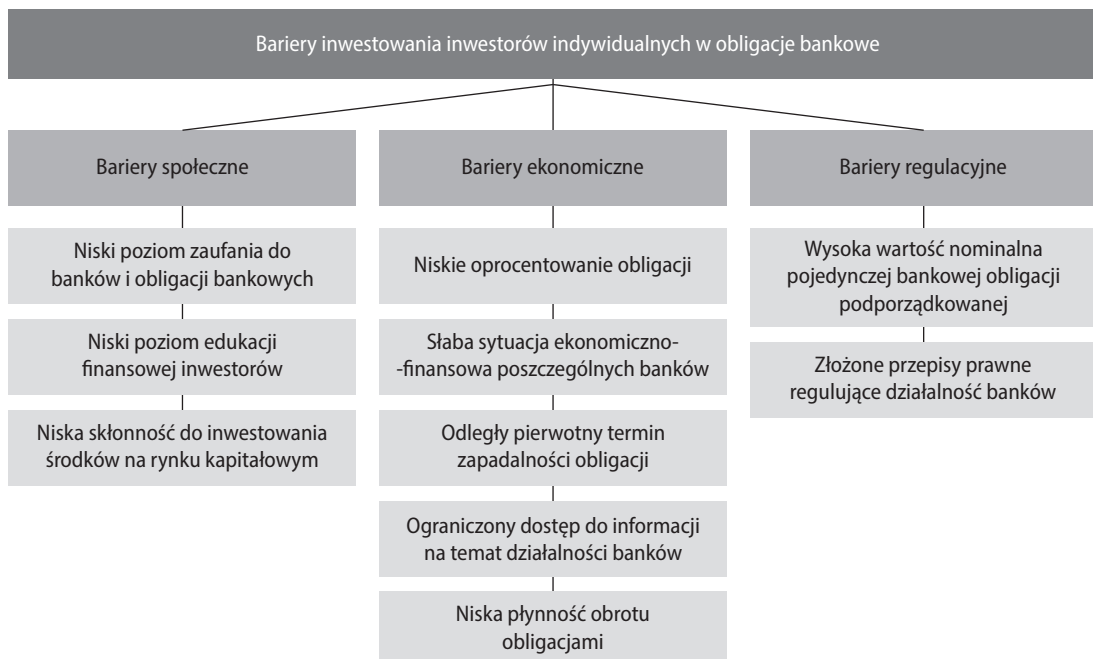 Bariery inwestowania inwestorów indywidualnych w obligacje bankowe
Bariery społeczne
Niski poziom zaufania do
banków i obligacji bankowych
Niski poziom edukacji
finansowej inwestorów
Niska skłonność do inwestowania
środków na rynku kapitałowym
Bariery ekonomiczne
Niskie oprocentowanie obligacji
Słaba sytuacja ekonomiczno-
-finansowa poszczególnych banków
Odległy pierwotny termin
zapadalności obligacji
Ograniczony dostęp do informacji
na temat działalności banków
Niska płynność obrotu
obligacjami
Bariery regulacyjne
Wysoka wartość nominalna
pojedynczej bankowej obligacji
podporządkowanej
Złożone przepisy prawne
regulujące działalność banków